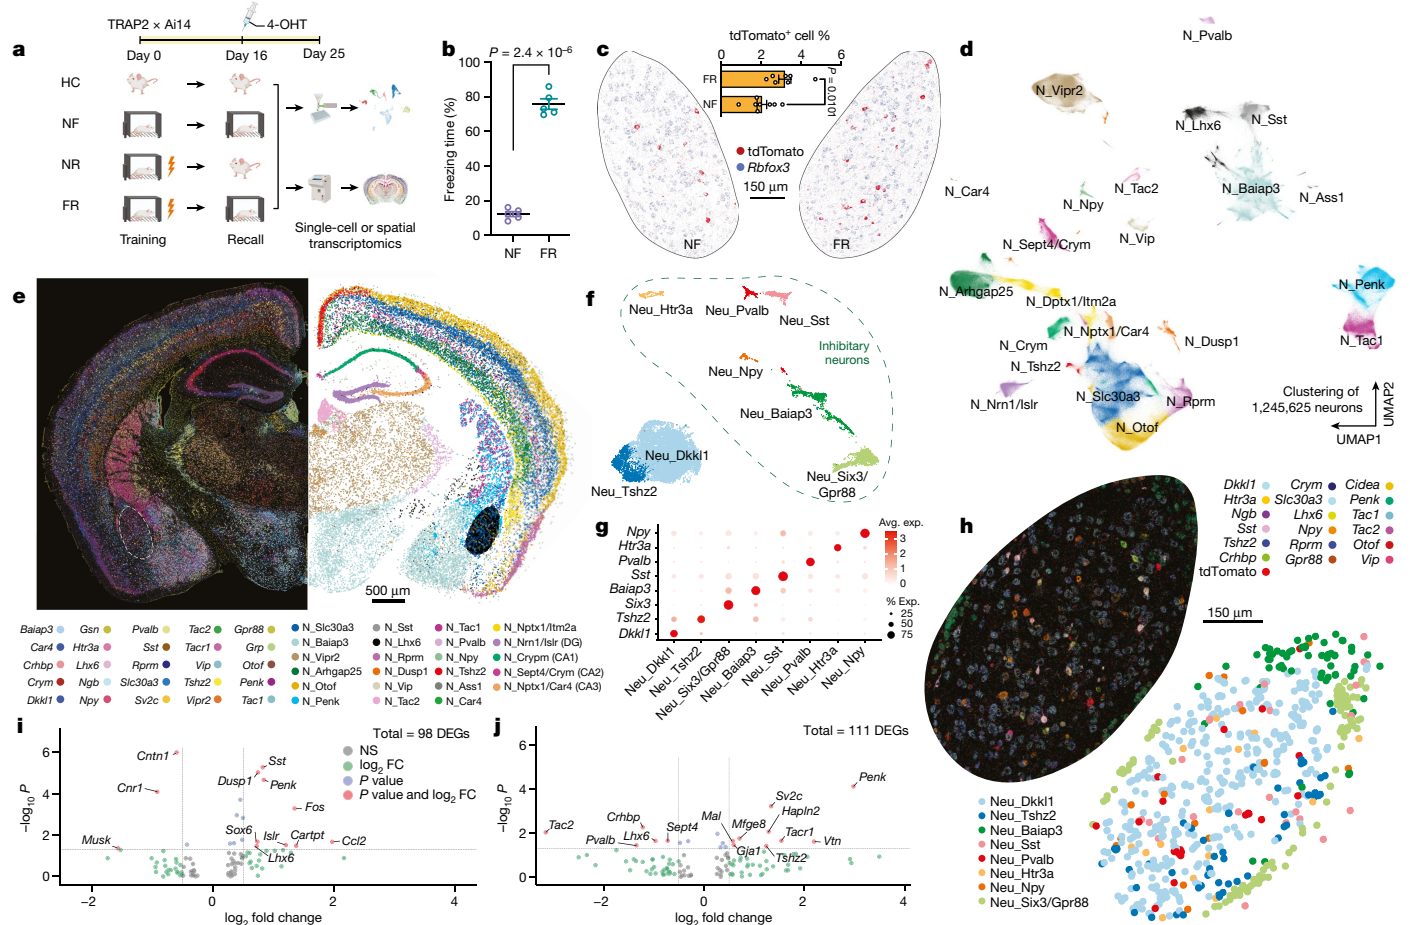 a
TRAP2 × Ai14
4-OHT
Day 0
Day 16
Day 25
HC
NF
NR
FR
Training
Recall
Single-cell or spatial
transcriptomics
b
P = 2.4 × 10⁻⁶
Freezing time (%)
100
80
60
40
20
0
NF
FR
c
tdTomato⁺ cell %
0
2
4
6
FR
NF
P = 0.0101
tdTomato
Rbfox3
150 μm
NF
FR
d
N_Pvalb
N_Vipr2
N_Lhx6
N_Sst
N_Car4
N_Tac2
N_Baiap3
N_Ass1
N_Npy
N_Sept4/Crym
N_Vip
N_Arhgap25
N_Penk
N_Dptx1/Itm2a
N_Nptx1/Car4
N_Tac1
N_Crym
N_Dusp1
N_Tshz2
N_Nrn1/Islr
N_Slc30a3
N_Rprm
N_Otof
Clustering of
1,245,625 neurons
UMAP1
UMAP2
e
500 μm
Baiap3
Gsn
Pvalb
Tac2
Gpr88
Car4
Htr3a
Sst
Tacr1
Grp
Crhbp
Lhx6
Rprm
Vip
Otof
Crym
Ngb
Slc30a3
Tshz2
Penk
Dkkl1
Npy
Sv2c
Vipr2
Tac1
N_Slc30a3
N_Sst
N_Tac1
N_Nptx1/Itm2a
N_Baiap3
N_Lhx6
N_Pvalb
N_Nrn1/Islr (DG)
N_Vipr2
N_Rprm
N_Npy
N_Crypm (CA1)
N_Arhgap25
N_Dusp1
N_Tshz2
N_Sept4/Crym (CA2)
N_Otof
N_Vip
N_Ass1
N_Nptx1/Car4 (CA3)
N_Penk
N_Tac2
N_Car4
f
Neu_Htr3a
Neu_Pvalb
Neu_Sst
Inhibitary
neurons
Neu_Npy
Neu_Baiap3
Neu_Dkkl1
Neu_Tshz2
Neu_Six3/
Gpr88
g
Npy
Htr3a
Pvalb
Sst
Baiap3
Six3
Tshz2
Dkkl1
Neu_Dkkl1
Neu_Tshz2
Neu_Six3/Gpr88
Neu_Baiap3
Neu_Sst
Neu_Pvalb
Neu_Htr3a
Neu_Npy
Avg. exp.
3
2
1
0
% Exp.
25
50
75
h
Dkkl1
Crym
Cidea
Htr3a
Slc30a3
Penk
Ngb
Lhx6
Tac1
Sst
Npy
Tac2
Tshz2
Rprm
Otof
Crhbp
Gpr88
Vip
tdTomato
150 μm
Neu_Dkkl1
Neu_Tshz2
Neu_Baiap3
Neu_Sst
Neu_Pvalb
Neu_Htr3a
Neu_Npy
Neu_Six3/Gpr88
i
Total = 98 DEGs
NS
log₂ FC
P value
P value and log₂ FC
Cntn1
Sst
Dusp1
Penk
Cnr1
Fos
Musk
Sox6
Islr
Cartpt
Ccl2
Lhx6
−log₁₀ P
6
4
2
0
−2
0
2
4
log₂ fold change
j
Total = 111 DEGs
Penk
Sv2c
Hapln2
Tac2
Crhbp
Mal
Mfge8
Pvalb
Lhx6
Sept4
Tacr1
Vtn
Gja1
Tshz2
−log₁₀ P
6
4
2
0
−2
0
2
4
log₂ fold change